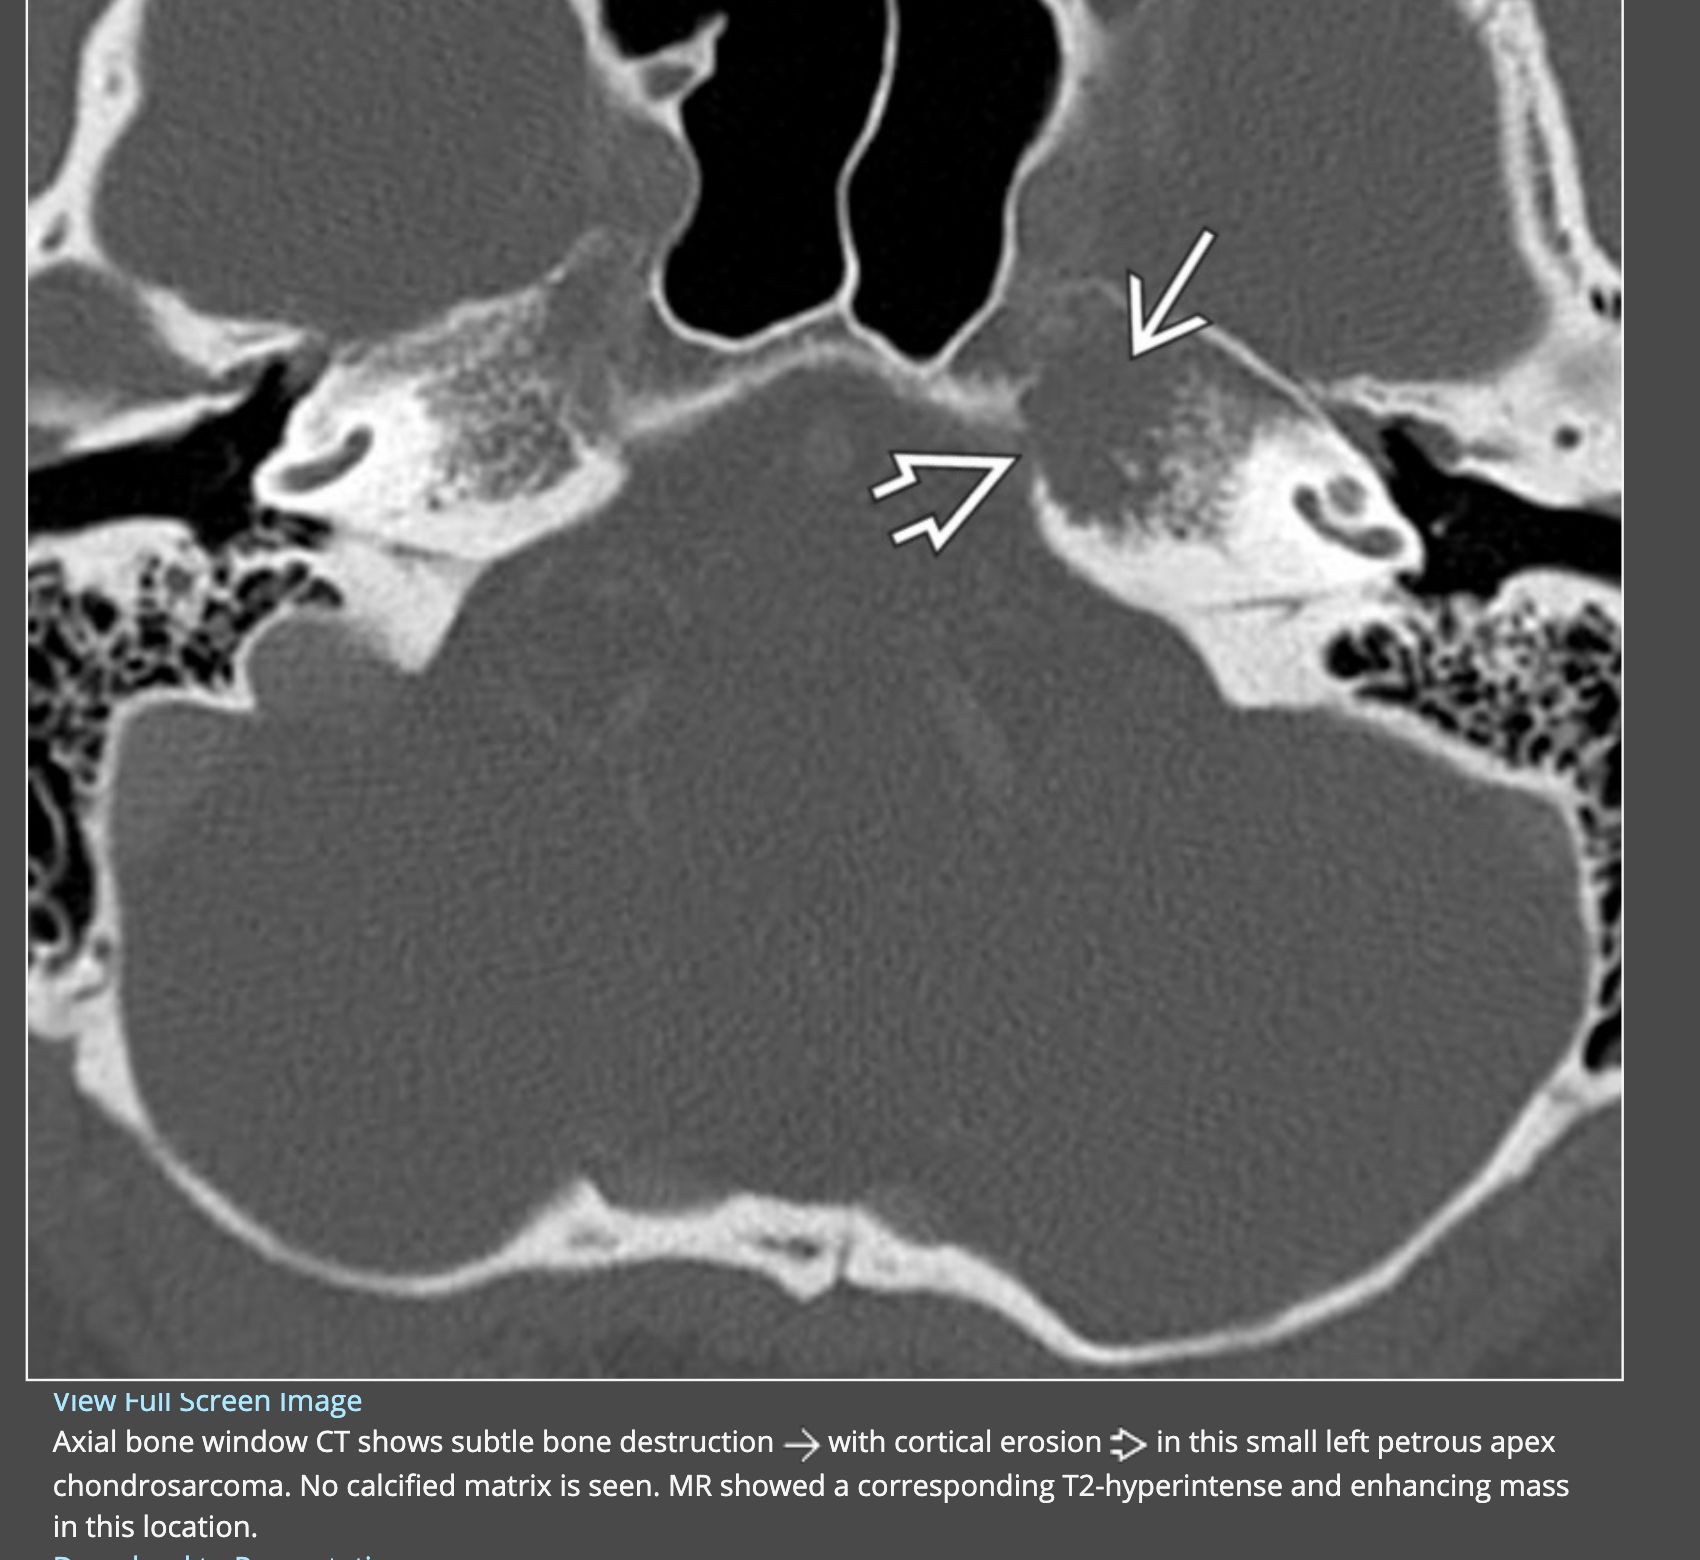 View Full Screen Image
Axial bone window CT shows subtle bone destruction → with cortical erosion ⇨ in this small left petrous apex
chondrosarcoma. No calcified matrix is seen. MR showed a corresponding T2-hyperintense and enhancing mass
in this location.